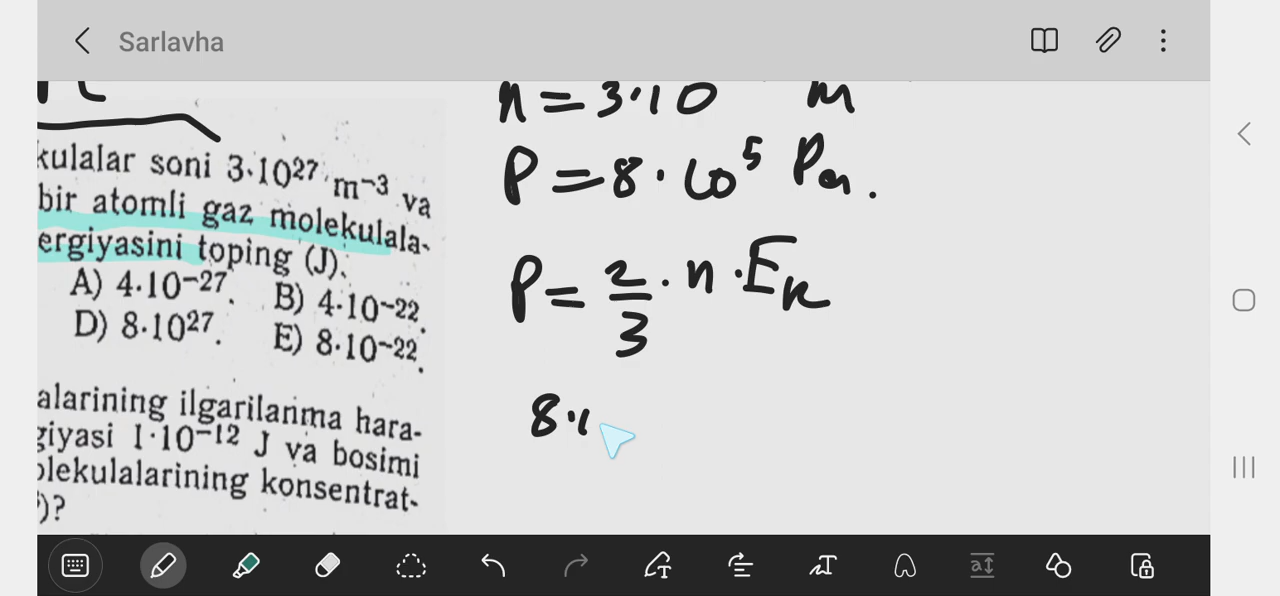 Sarlavha
kulalar soni 3·10²⁷ m⁻³ va
bir atomli gaz molekulala-
ergiyasini toping (J).
A) 4·10⁻²⁷. B) 4·10⁻²².
D) 8·10²⁷. E) 8·10⁻²².
alarining ilgarilanma hara-
giyasi 1·10⁻¹² J va bosimi
olekulalarining konsentrat-
)?
n = 3·10 m
P = 8 · 10⁵ Pa.
P = 2/3 · n · Eₖ
8·1